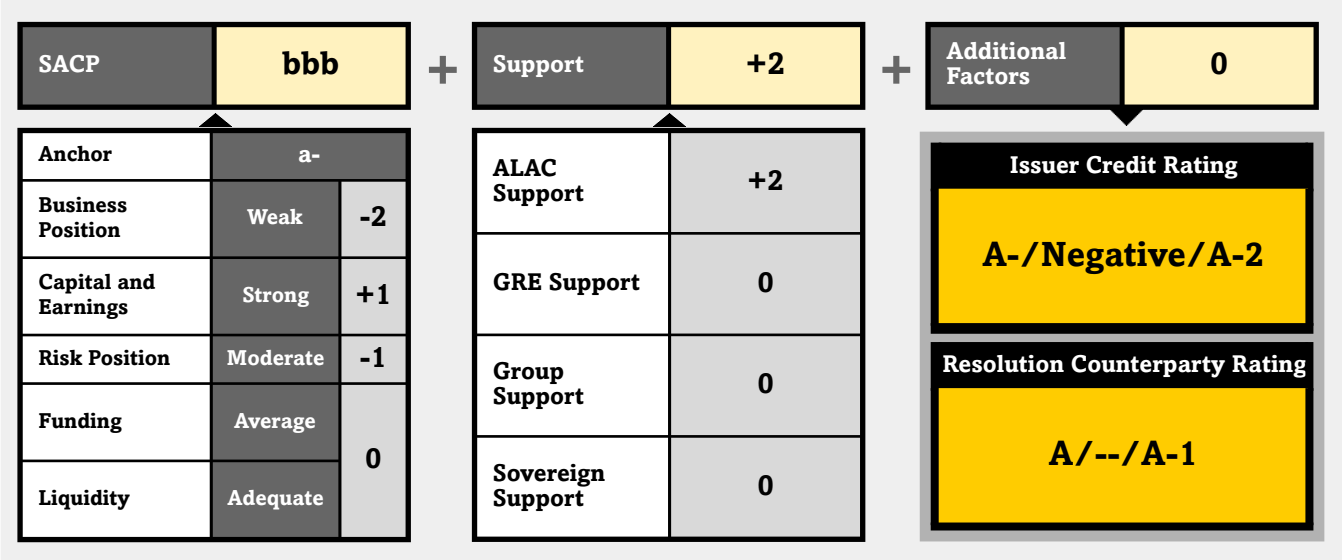 SACP
bbb
+
Support
+2
+
Additional
Factors
0
Anchor
a-
Business
Position
Weak
-2
Capital and
Earnings
Strong
+1
Risk Position
Moderate
-1
Funding
Average
Liquidity
Adequate
0
ALAC
Support
+2
GRE Support
0
Group
Support
0
Sovereign
Support
0
Issuer Credit Rating
A-/Negative/A-2
Resolution Counterparty Rating
A/--/A-1